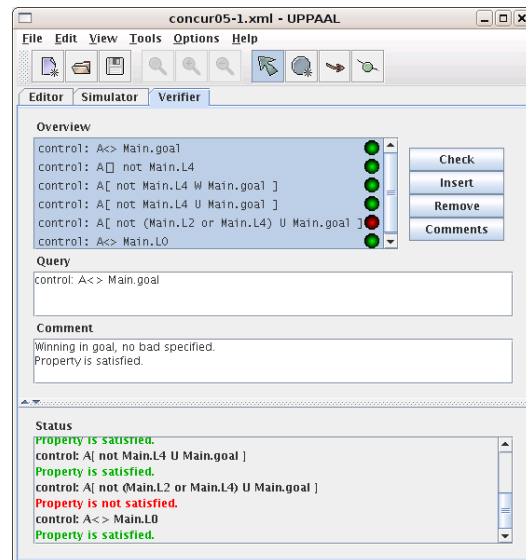 concur05-1.xml - UPPAAL
File Edit View Tools Options Help
Editor Simulator Verifier
Overview
control: A<> Main.goal
control: A[] not Main.L4
control: A[ not Main.L4 W Main.goal ]
control: A[ not Main.L4 U Main.goal ]
control: A[ not (Main.L2 or Main.L4) U Main.goal ]
control: A<> Main.L0
Check
Insert
Remove
Comments
Query
control: A<> Main.goal
Comment
Winning in goal, no bad specified.
Property is satisfied.
Status
Property is satisfied.
control: A[ not Main.L4 U Main.goal ]
Property is satisfied.
control: A[ not (Main.L2 or Main.L4) U Main.goal ]
Property is not satisfied.
control: A<> Main.L0
Property is satisfied.